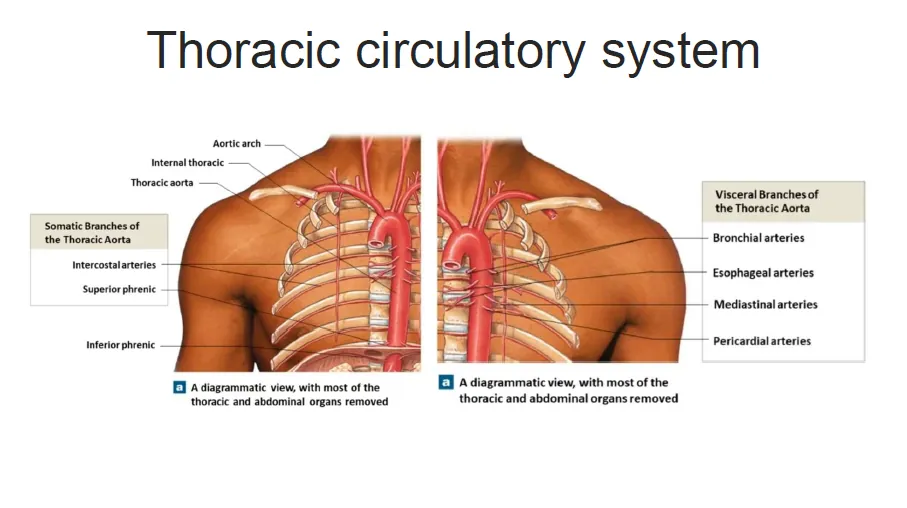 Thoracic circulatory system
Aortic arch
Internal thoracic
Thoracic aorta
Somatic Branches of
the Thoracic Aorta
Intercostal arteries
Superior phrenic
Inferior phrenic
a A diagrammatic view, with most of the
thoracic and abdominal organs removed
Visceral Branches of
the Thoracic Aorta
Bronchial arteries
Esophageal arteries
Mediastinal arteries
Pericardial arteries
a A diagrammatic view, with most of the
thoracic and abdominal organs removed